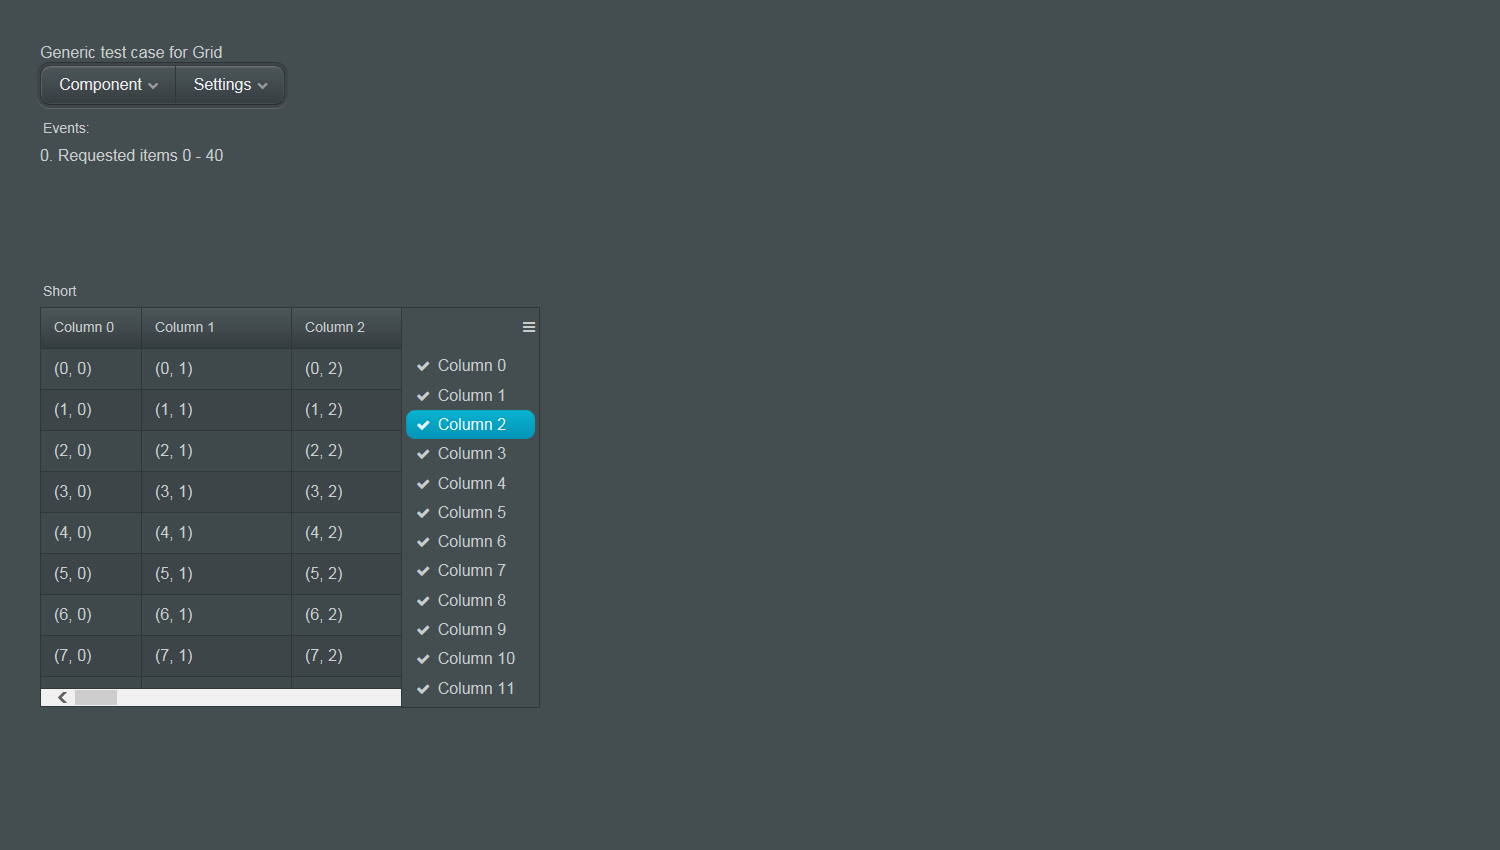 Generic test case for Grid
Component Settings
Events:
0. Requested items 0 - 40
Short
Column 0 Column 1 Column 2
(0, 0) (0, 1) (0, 2)
(1, 0) (1, 1) (1, 2)
(2, 0) (2, 1) (2, 2)
(3, 0) (3, 1) (3, 2)
(4, 0) (4, 1) (4, 2)
(5, 0) (5, 1) (5, 2)
(6, 0) (6, 1) (6, 2)
(7, 0) (7, 1) (7, 2)
Column 0
Column 1
Column 2
Column 3
Column 4
Column 5
Column 6
Column 7
Column 8
Column 9
Column 10
Column 11